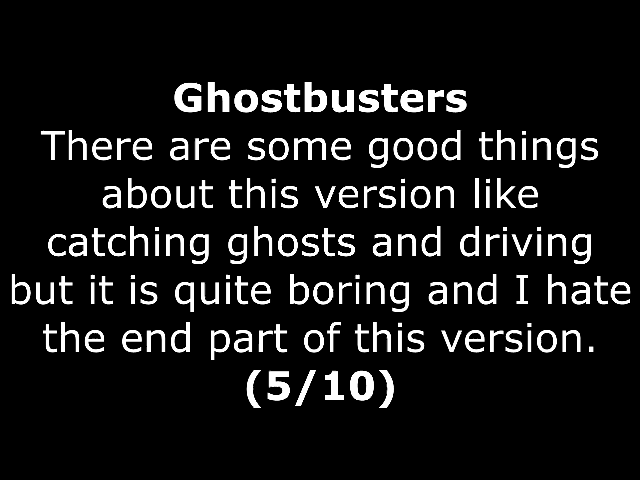 Ghostbusters
There are some good things
about this version like
catching ghosts and driving
but it is quite boring and I hate
the end part of this version.
(5/10)